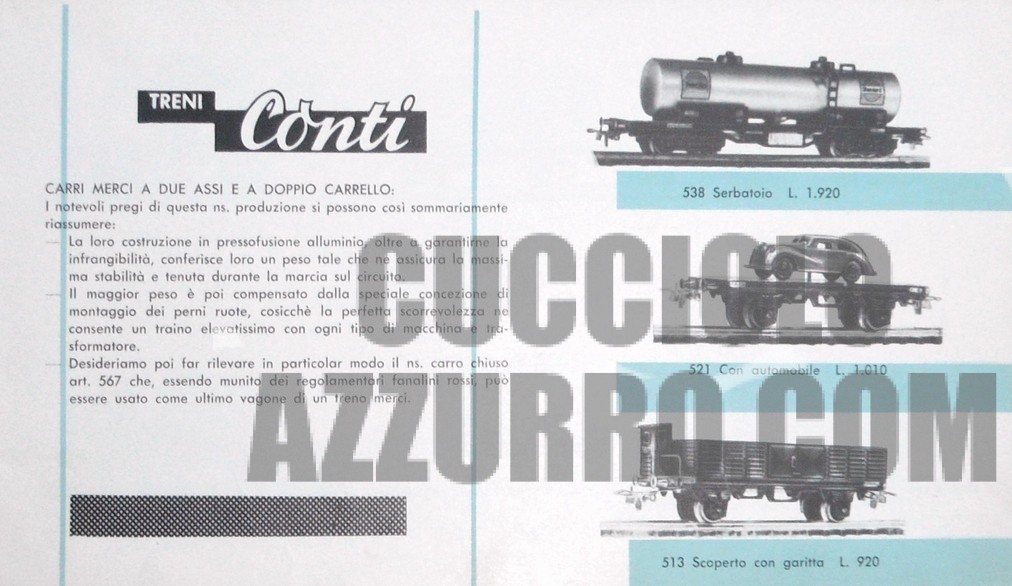 TRENI
Conti
CARRI MERCI A DUE ASSI E A DOPPIO CARRELLO:
I notevoli pregi di questa ns. produzione si possono così sommariamente
riassumere:
— La loro costruzione in pressofusione alluminio, oltre a garantirne la
infrangibilità, conferisce loro un peso tale che ne assicura la massi-
ma stabilità e tenuta durante la marcia sul circuito.
— Il maggior peso è poi compensato dalla speciale concezione di
montaggio dei perni ruote, cosicchè la perfetta scorrevolezza ne
consente un traino elevatissimo con ogni tipo di macchina e tra-
sformatore.
— Desideriamo poi far rilevare in particolar modo il ns. carro chiuso
art. 567 che, essendo munito dei regolamentari fanalini rossi, può
essere usato come ultimo vagone di un treno merci.
538 Serbatoio L. 1.920
521 Con automobile L. 1.010
513 Scoperto con garitta L. 920
CUCCIOLO
AZZURRO.COM